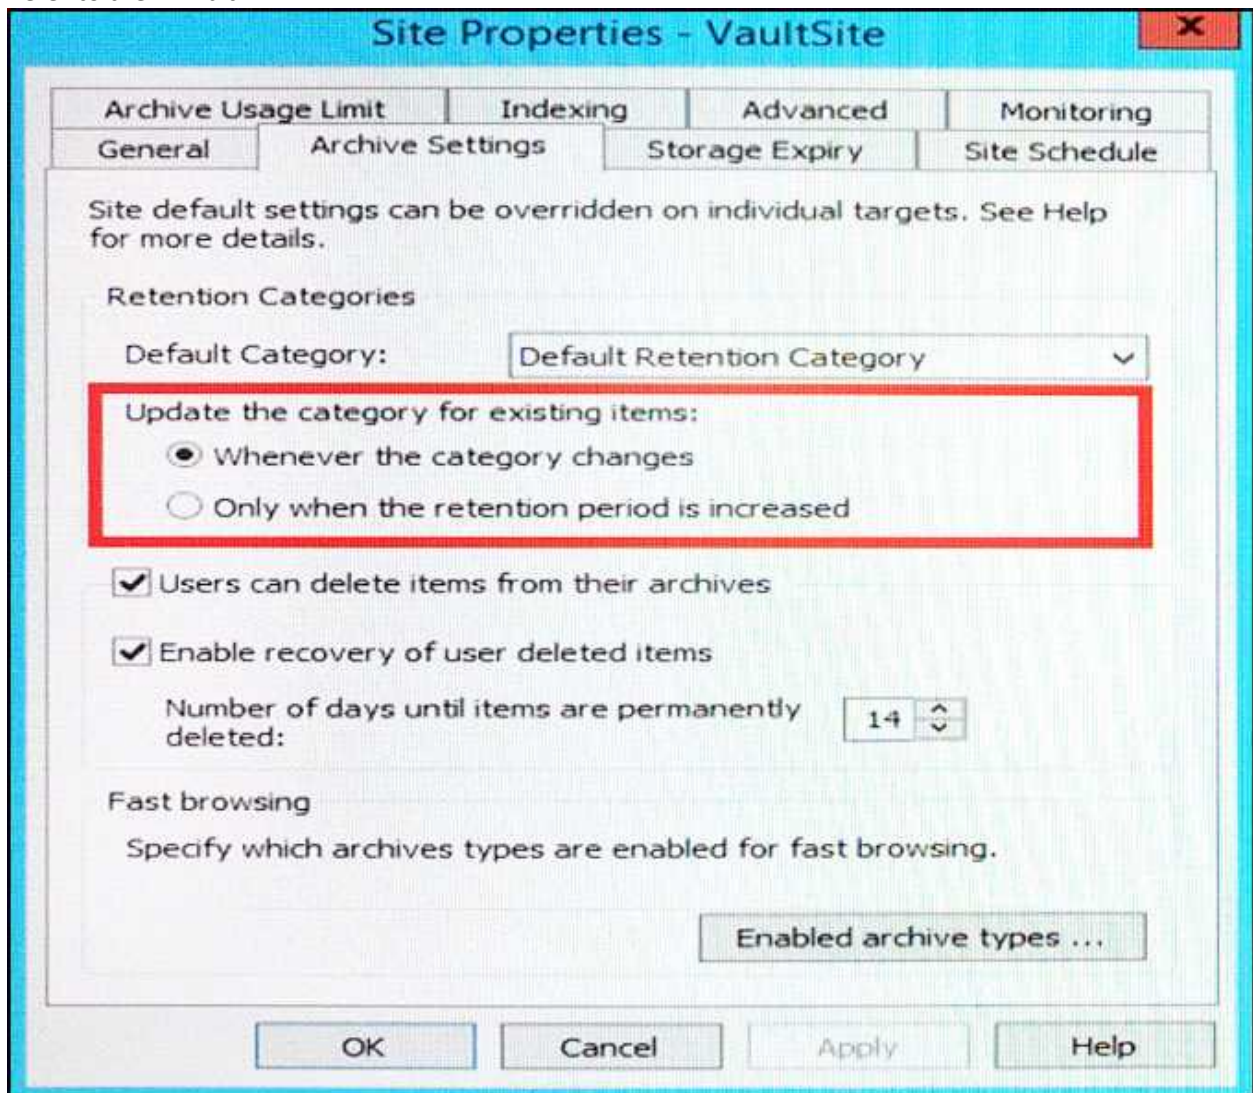 Site Properties - VaultSite
X
Archive Usage Limit Indexing Advanced Monitoring
General Archive Settings Storage Expiry Site Schedule
Site default settings can be overridden on individual targets. See Help
for more details.
Retention Categories
Default Category: Default Retention Category
Update the category for existing items:
Whenever the category changes
Only when the retention period is increased
Users can delete items from their archives
Enable recovery of user deleted items
Number of days until items are permanently
deleted:
14
Fast browsing
Specify which archives types are enabled for fast browsing.
Enabled archive types ...
OK Cancel Apply Help